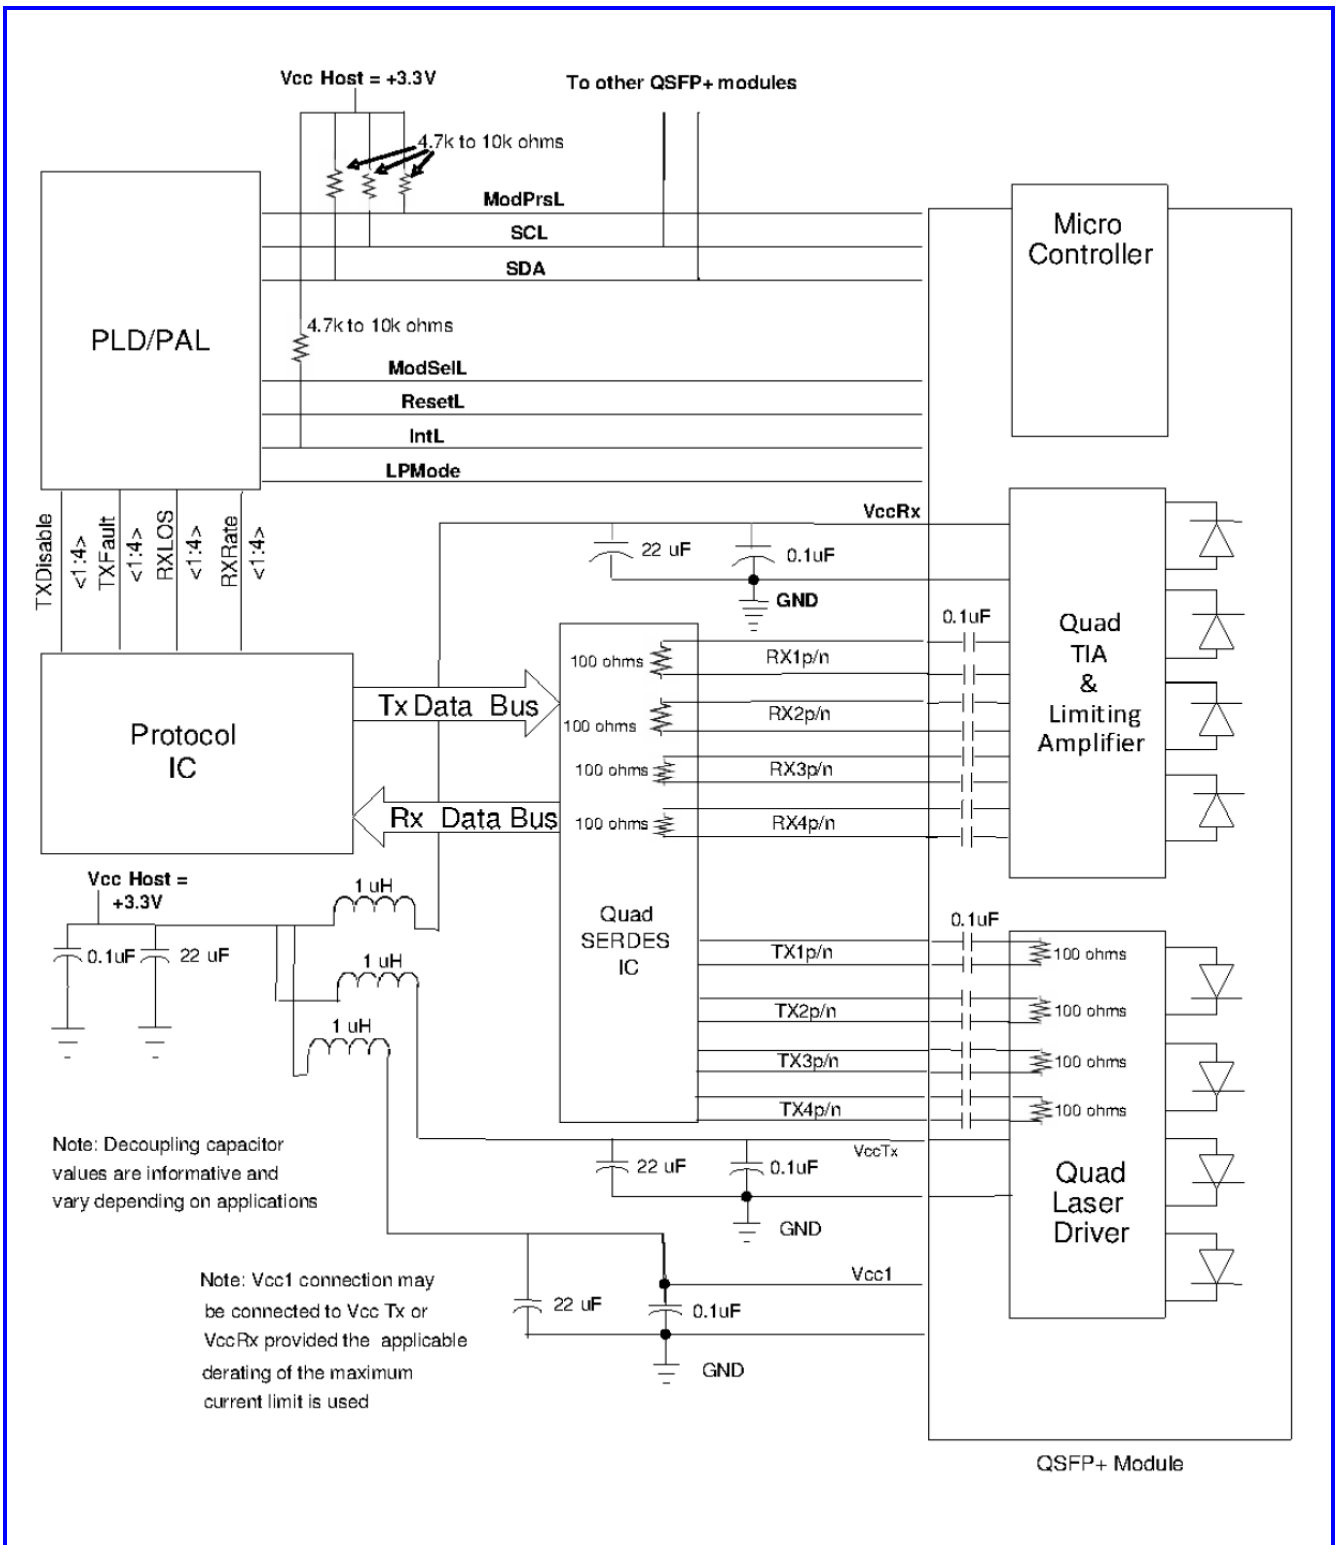 Vcc Host = +3.3V
To other QSFP+ modules
4.7k to 10k ohms
ModPrsL
SCL
SDA
Micro
Controller
PLD/PAL
4.7k to 10k ohms
ModSelL
ResetL
IntL
LPMode
TXDisable
<1:4>
TXFault
<1:4>
RXLOS
<1:4>
RXRate
<1:4>
VccRx
22 uF
0.1uF
GND
0.1uF
Quad
TIA
&
Limiting
Amplifier
100 ohms
RX1p/n
100 ohms
RX2p/n
100 ohms
RX3p/n
100 ohms
RX4p/n
Tx Data Bus
Protocol
IC
Rx Data Bus
Vcc Host =
+3.3V
0.1uF
22 uF
1 uH
1 uH
1 uH
Quad
SERDES
IC
0.1uF
TX1p/n
100 ohms
TX2p/n
100 ohms
TX3p/n
100 ohms
TX4p/n
100 ohms
Note: Decoupling capacitor
values are informative and
vary depending on applications
VccTx
22 uF
0.1uF
GND
Quad
Laser
Driver
Note: Vcc1 connection may
be connected to Vcc Tx or
VccRx provided the applicable
derating of the maximum
current limit is used
Vcc1
22 uF
0.1uF
GND
QSFP+ Module